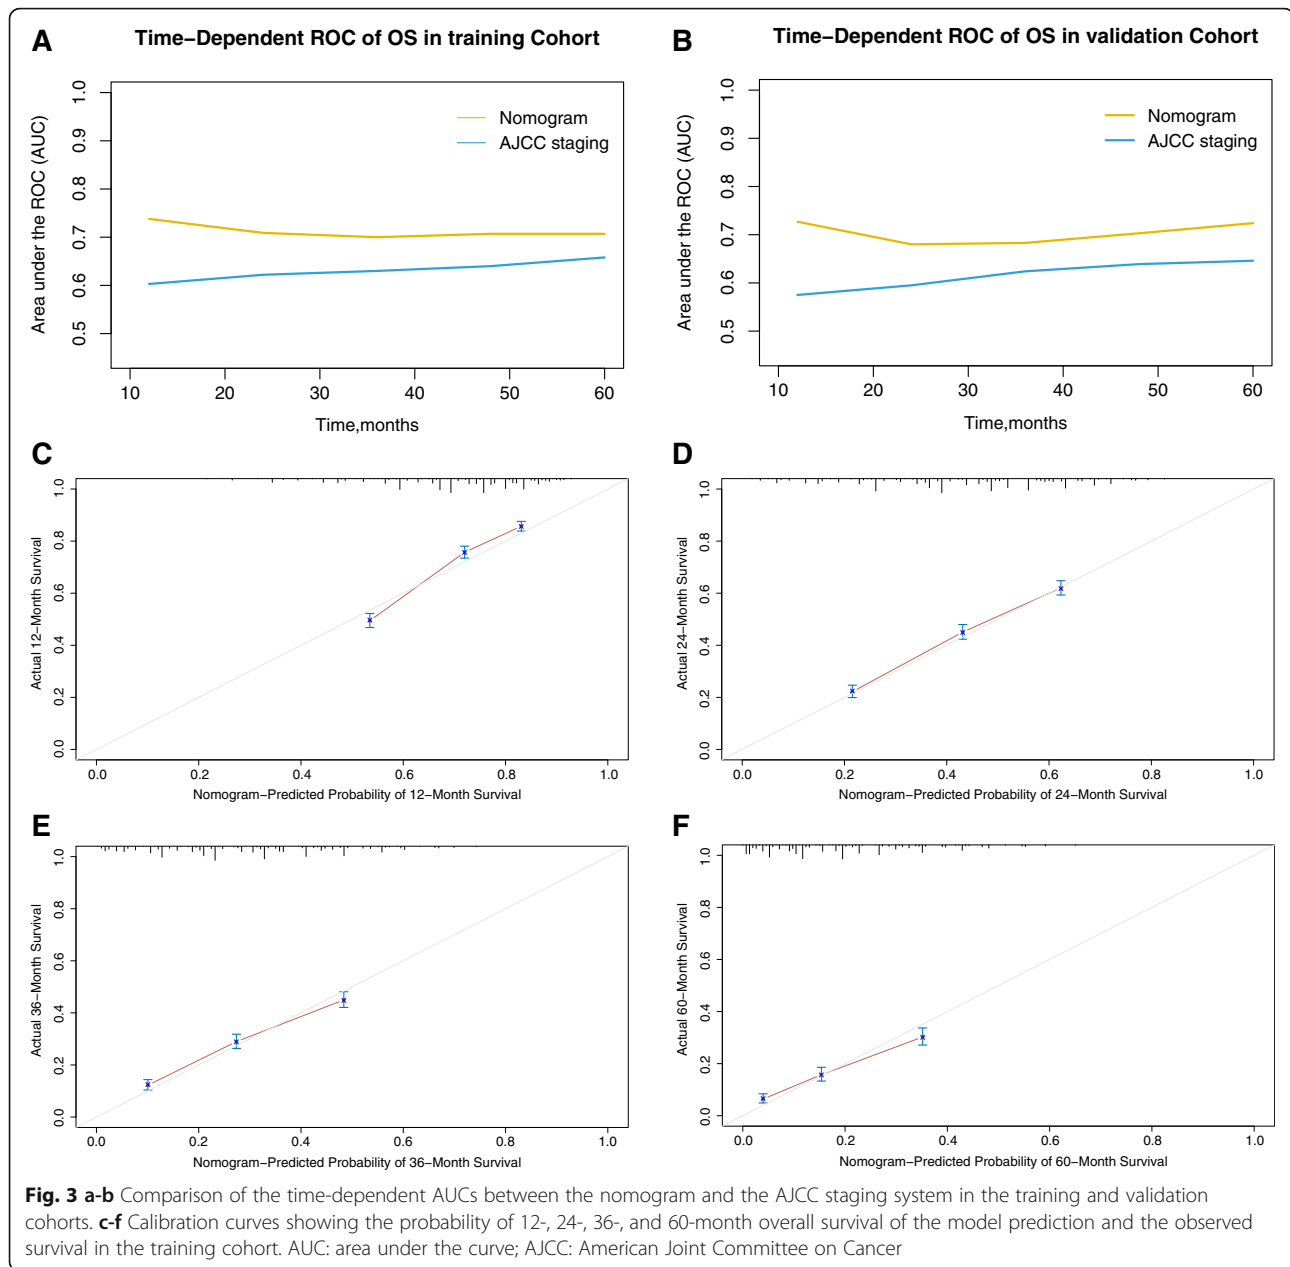 A
Time–Dependent ROC of OS in training Cohort
Area under the ROC (AUC)
1.0
0.9
0.8
0.7
0.6
0.5
Nomogram
AJCC staging
10 20 30 40 50 60
Time,months
B
Time–Dependent ROC of OS in validation Cohort
Area under the ROC (AUC)
1.0
0.9
0.8
0.7
0.6
0.5
Nomogram
AJCC staging
10 20 30 40 50 60
Time,months
C
Actual 12–Month Survival
1.0
0.8
0.6
0.4
0.2
0.0
0.0 0.2 0.4 0.6 0.8 1.0
Nomogram–Predicted Probability of 12–Month Survival
D
Actual 24–Month Survival
1.0
0.8
0.6
0.4
0.2
0.0
0.0 0.2 0.4 0.6 0.8 1.0
Nomogram–Predicted Probability of 24–Month Survival
E
Actual 36–Month Survival
1.0
0.8
0.6
0.4
0.2
0.0
0.0 0.2 0.4 0.6 0.8 1.0
Nomogram–Predicted Probability of 36–Month Survival
F
Actual 60–Month Survival
1.0
0.8
0.6
0.4
0.2
0.0
0.0 0.2 0.4 0.6 0.8 1.0
Nomogram–Predicted Probability of 60–Month Survival
Fig. 3 a-b Comparison of the time-dependent AUCs between the nomogram and the AJCC staging system in the training and validation
cohorts. c-f Calibration curves showing the probability of 12-, 24-, 36-, and 60-month overall survival of the model prediction and the observed
survival in the training cohort. AUC: area under the curve; AJCC: American Joint Committee on Cancer